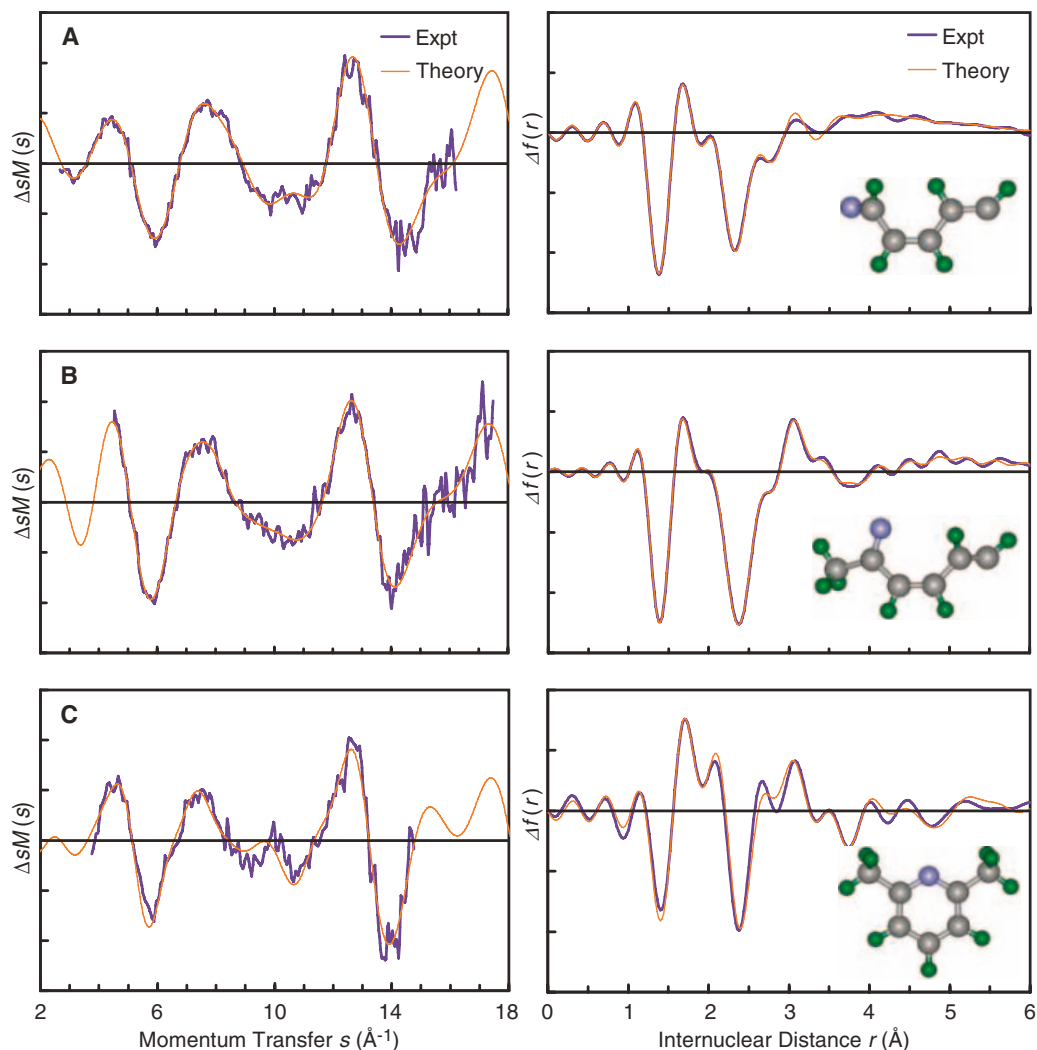 A
Expt
Theory
ΔsM (s)
Expt
Theory
Δf(r)
B
ΔsM (s)
Δf(r)
C
ΔsM (s)
Δf(r)
2 6 10 14 18
Momentum Transfer s (Å-1)
0 1 2 3 4 5 6
Internuclear Distance r (Å)